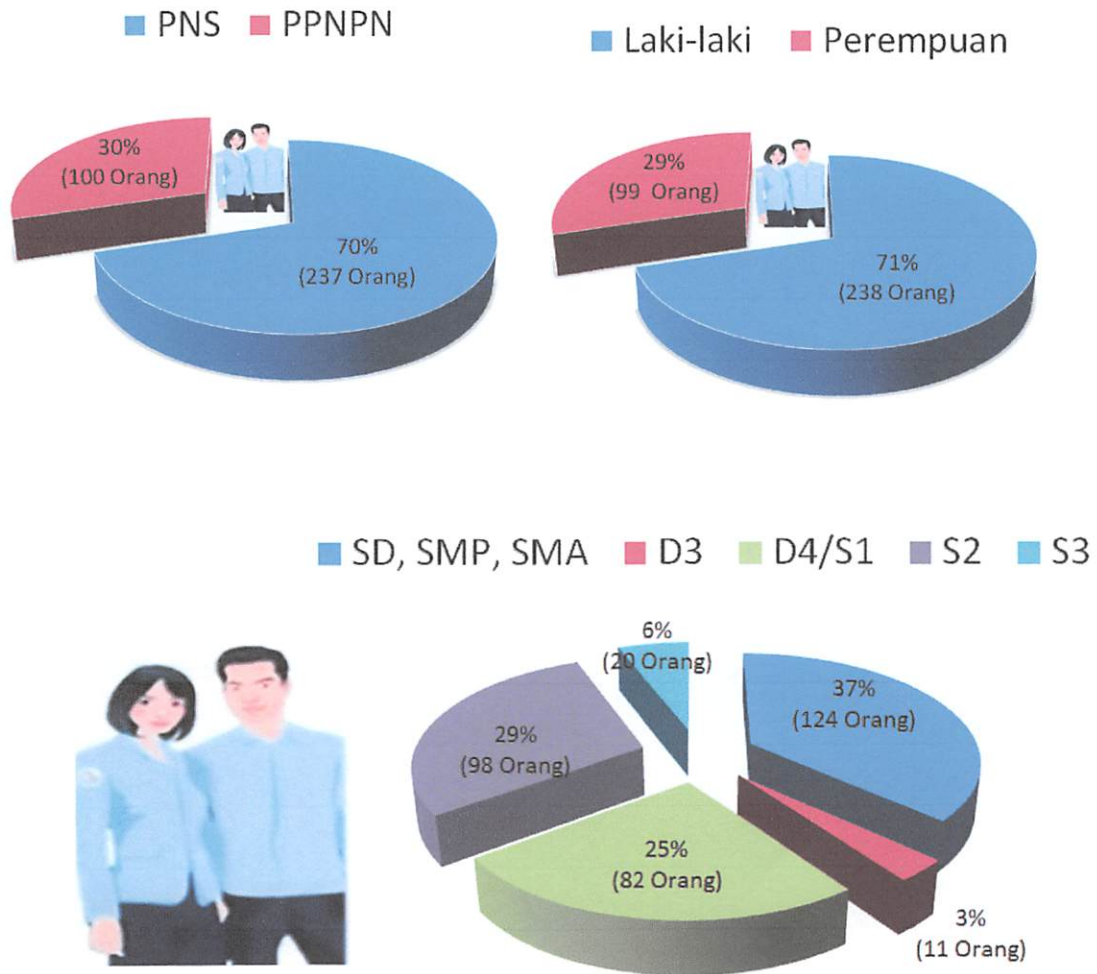 PNS PPNPN
30%
(100 Orang)
70%
(237 Orang)
Laki-laki Perempuan
29%
(99 Orang)
71%
(238 Orang)
SD, SMP, SMA D3 D4/S1 S2 S3
6%
(20 Orang)
37%
(124 Orang)
29%
(98 Orang)
25%
(82 Orang)
3%
(11 Orang)